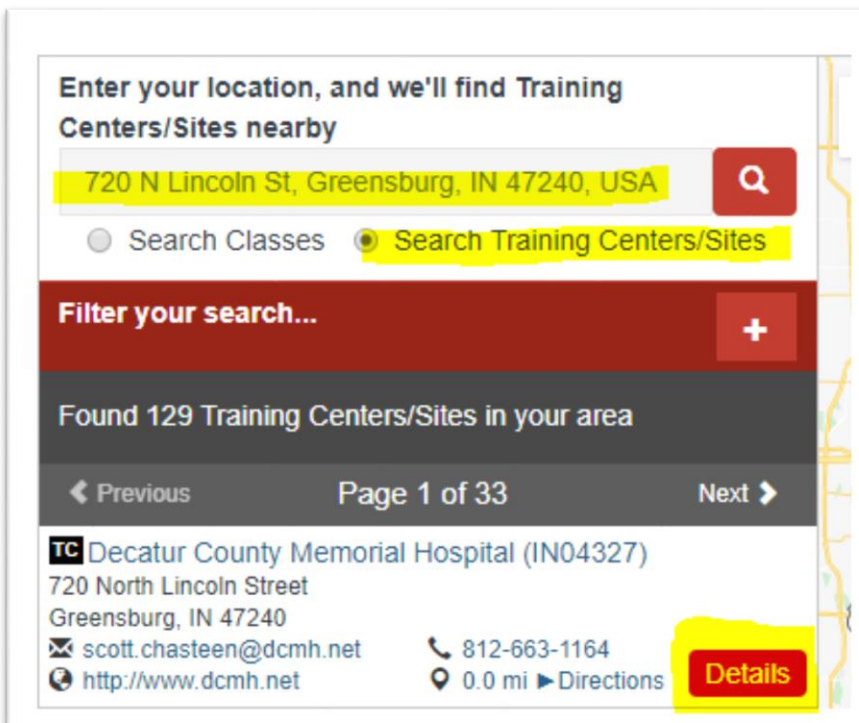 Enter your location, and we'll find Training
Centers/Sites nearby
720 N Lincoln St, Greensburg, IN 47240, USA
Search Classes Search Training Centers/Sites
Filter your search...
+
Found 129 Training Centers/Sites in your area
Previous Page 1 of 33 Next
TC Decatur County Memorial Hospital (IN04327)
720 North Lincoln Street
Greensburg, IN 47240
scott.chasteen@dcmh.net 812-663-1164
http://www.dcmh.net 0.0 mi ►Directions Details